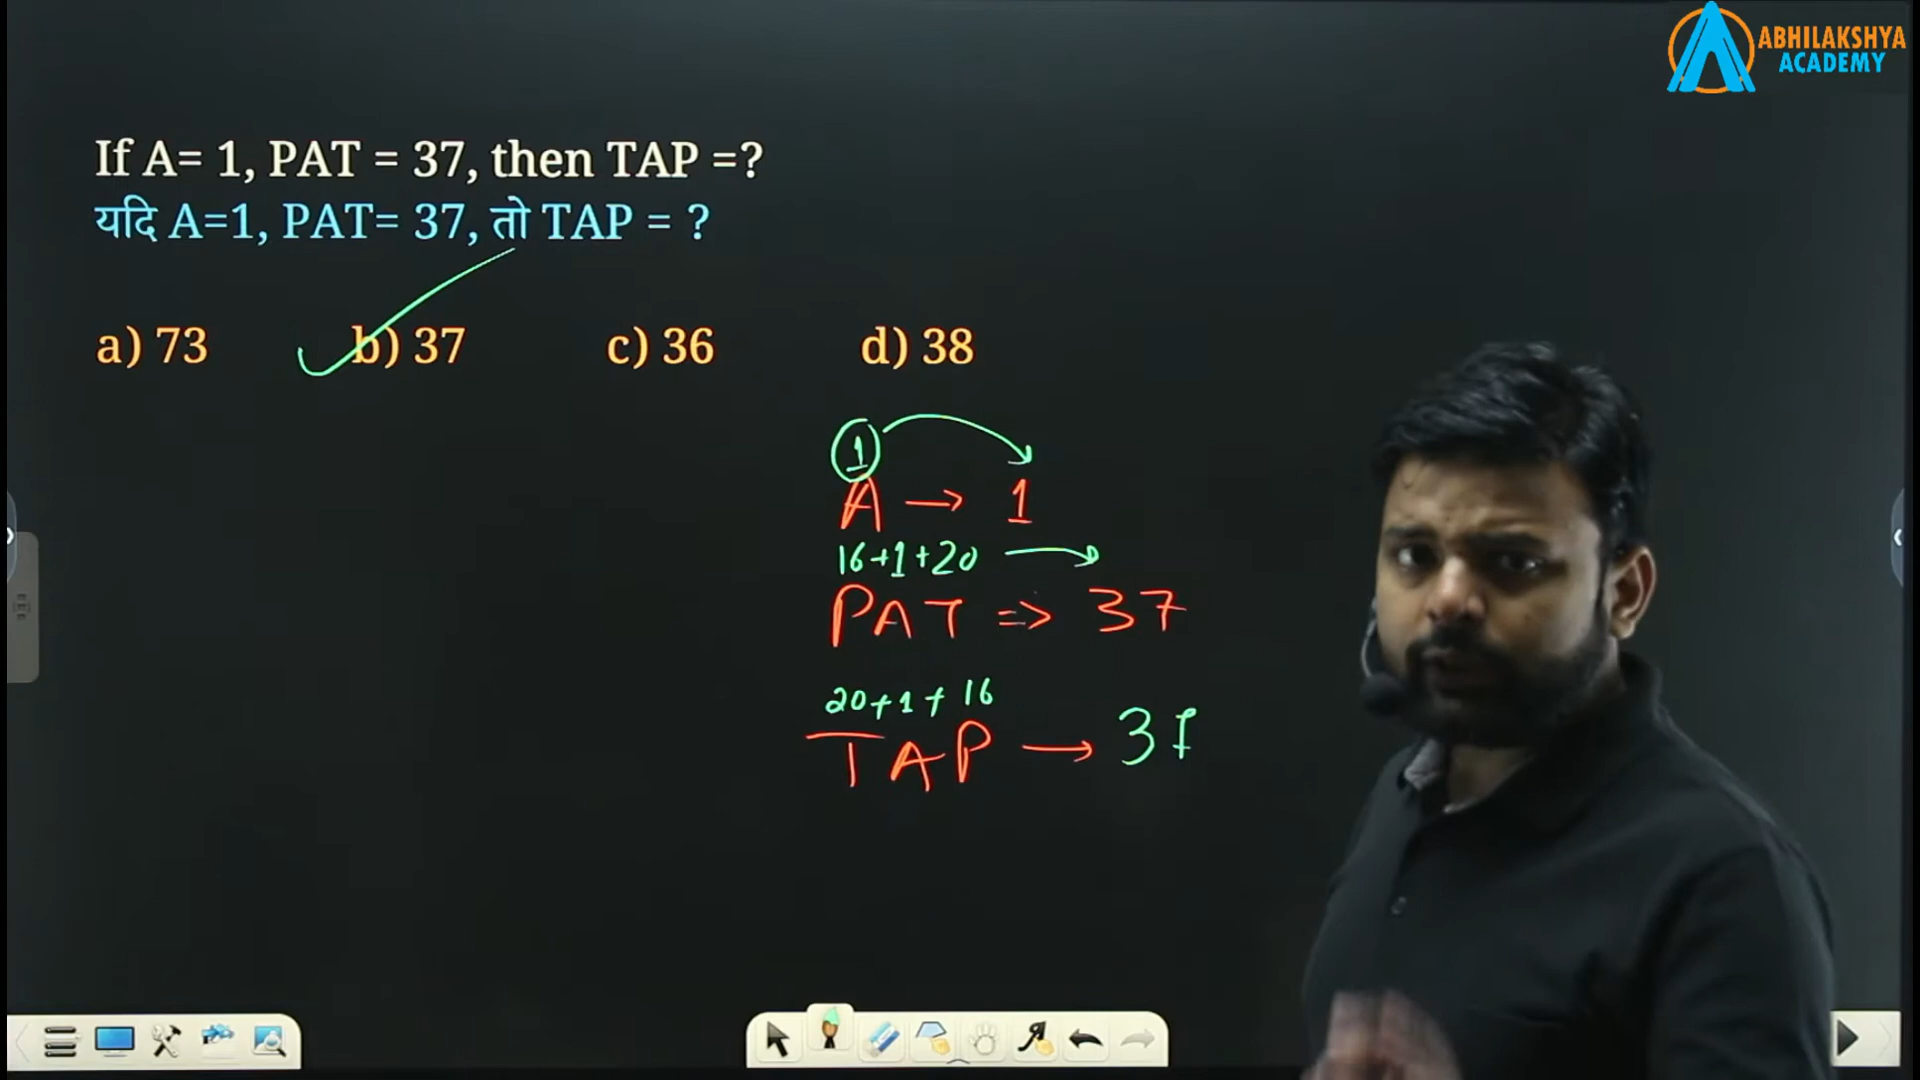 ABHILAKSHYA
ACADEMY
If A= 1, PAT = 37, then TAP =?
यदि A=1, PAT= 37, तो TAP = ?
a) 73 b) 37 c) 36 d) 38
1
A → 1
16+1+20 →
PAT => 37
20+1+16
TAP → 37